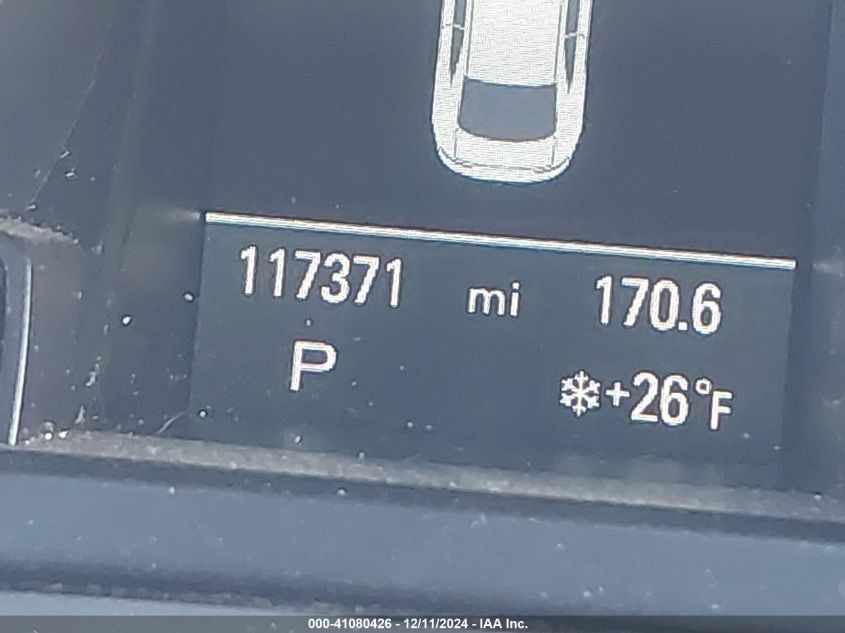 117371 mi 170.6
P ❄+26°F
000-41080426 - 12/11/2024 - IAA Inc.